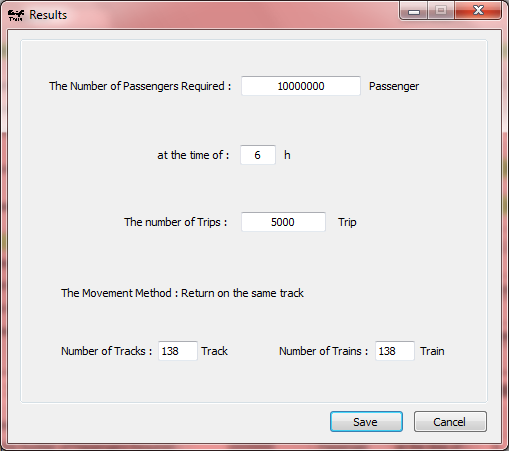 Results
The Number of Passengers Required : 10000000 Passenger
at the time of : 6 h
The number of Trips : 5000 Trip
The Movement Method : Return on the same track
Number of Tracks : 138 Track Number of Trains : 138 Train
Save Cancel